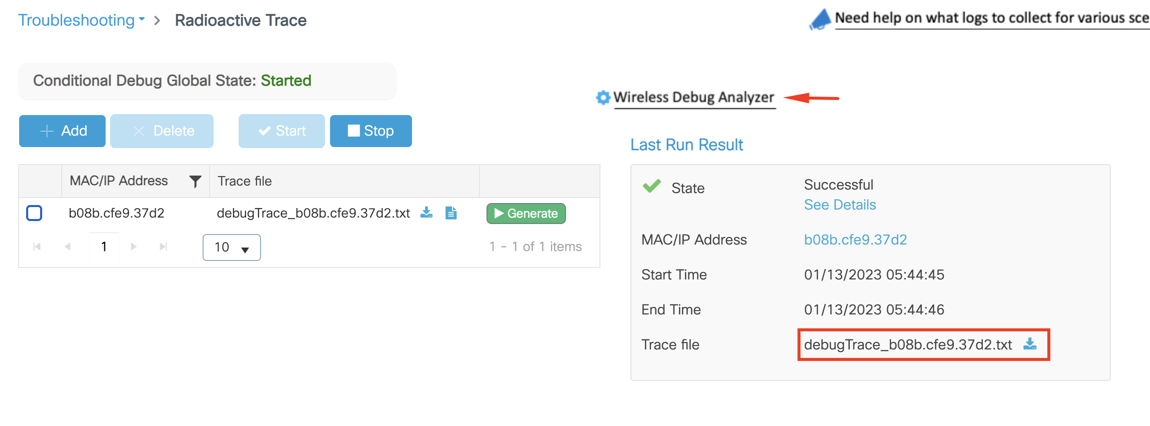 Troubleshooting > Radioactive Trace
Need help on what logs to collect for various sce
Conditional Debug Global State: Started
Wireless Debug Analyzer
+ Add
× Delete
Start
Stop
Last Run Result
MAC/IP Address Trace file
b08b.cfe9.37d2 debugTrace_b08b.cfe9.37d2.txt Generate
1 10 1 - 1 of 1 items
State Successful
See Details
MAC/IP Address b08b.cfe9.37d2
Start Time 01/13/2023 05:44:45
End Time 01/13/2023 05:44:46
Trace file debugTrace_b08b.cfe9.37d2.txt